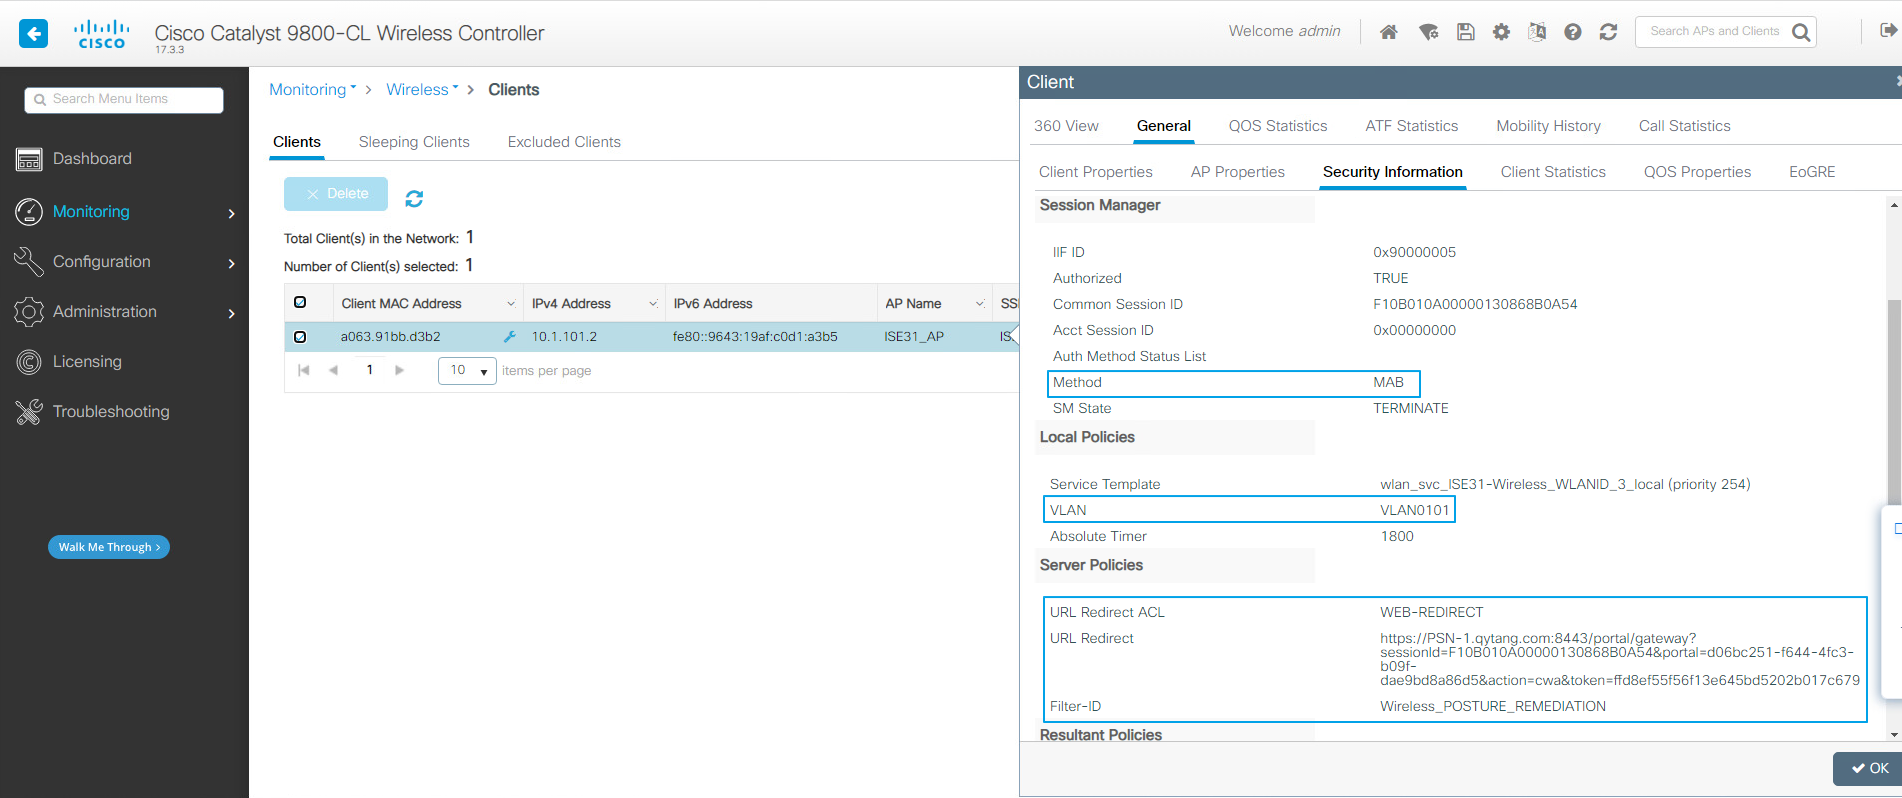 CISCO
Cisco Catalyst 9800-CL Wireless Controller
17.3.3
Welcome admin
Search APs and Clients
Search Menu Items
Dashboard
Monitoring
Configuration
Administration
Licensing
Troubleshooting
Walk Me Through >
Monitoring > Wireless > Clients
Clients Sleeping Clients Excluded Clients
× Delete
Total Client(s) in the Network: 1
Number of Client(s) selected: 1
Client MAC Address IPv4 Address IPv6 Address AP Name SSI
a063.91bb.d3b2 10.1.101.2 fe80::9643:19af:c0d1:a3b5 ISE31_AP IS
1 10 items per page
Client
360 View General QOS Statistics ATF Statistics Mobility History Call Statistics
Client Properties AP Properties Security Information Client Statistics QOS Properties EoGRE
Session Manager
IIF ID 0x90000005
Authorized TRUE
Common Session ID F10B010A00000130868B0A54
Acct Session ID 0x00000000
Auth Method Status List
Method MAB
SM State TERMINATE
Local Policies
Service Template wlan_svc_ISE31-Wireless_WLANID_3_local (priority 254)
VLAN VLAN0101
Absolute Timer 1800
Server Policies
URL Redirect ACL WEB-REDIRECT
URL Redirect https://PSN-1.qytang.com:8443/portal/gateway?
sessionId=F10B010A00000130868B0A54&portal=d06bc251-f644-4fc3-
b09f-
dae9bd8a86d5&action=cwa&token=ffd8ef55f56f13e645bd5202b017c679
Filter-ID Wireless_POSTURE_REMEDIATION
Resultant Policies
OK